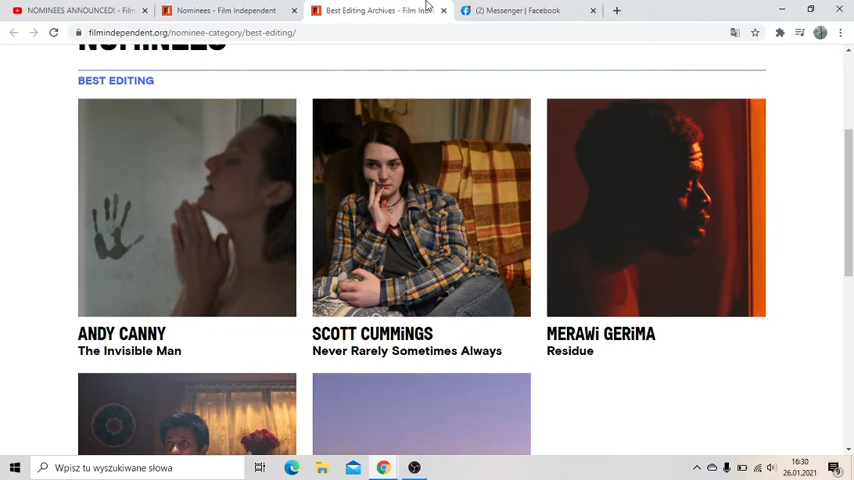 NOMINEES ANNOUNCED! - Film
Nominees - Film Independent
Best Editing Archives - Film
(2) Messenger | Facebook
filmindependent.org/nominee-category/best-editing/
NOMINEES
BEST EDITING
ANDY CANNY
The Invisible Man
SCOTT CUMMiNGS
Never Rarely Sometimes Always
MERAWi GERiMA
Residue
Wpisz tu wyszukiwane słowa
16:30
26.01.2021
9